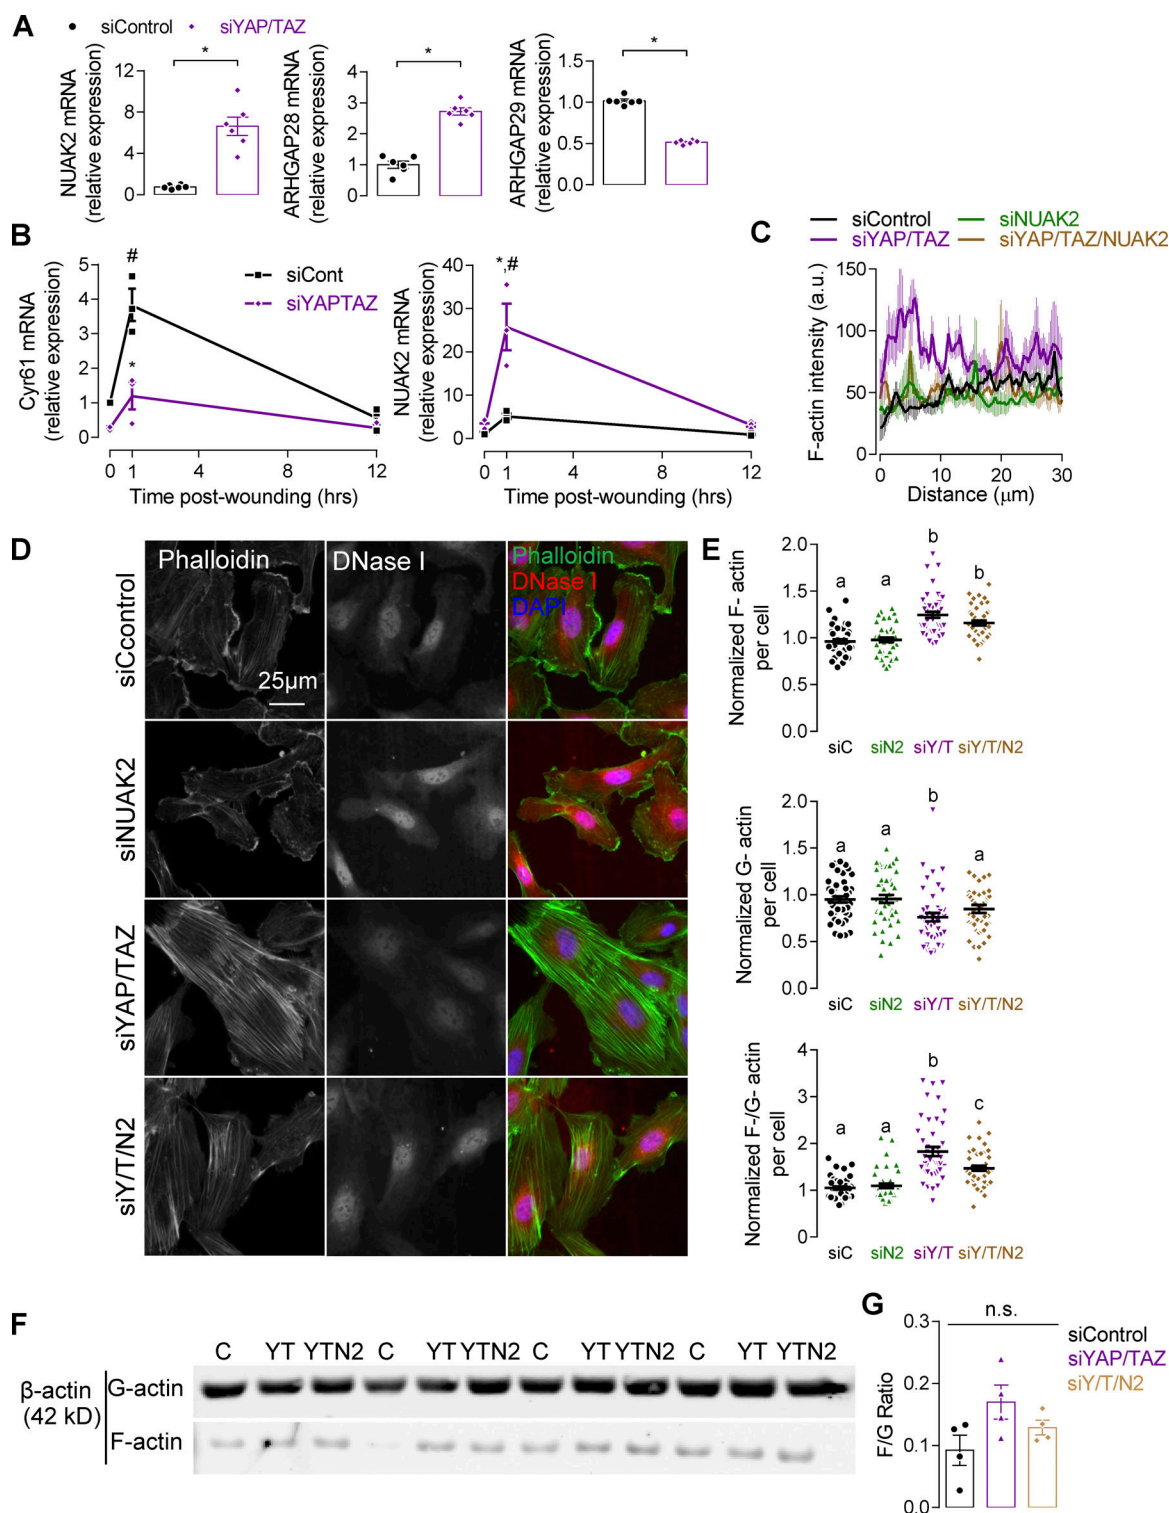 A
siControl siYAP/TAZ
NUAK2 mRNA
(relative expression)
12
8
4
0
*
ARHGAP28 mRNA
(relative expression)
4
3
2
1
0
*
ARHGAP29 mRNA
(relative expression)
1.0
0.5
0.0
*
B
Cyr61 mRNA
(relative expression)
5
4
3
2
1
0
#
*
siCont
siYAPTAZ
0 1 4 8 12
Time post-wounding (hrs)
NUAK2 mRNA
(relative expression)
40
30
20
10
0
*,#
0 1 4 8 12
Time post-wounding (hrs)
C
siControl siNUAK2
siYAP/TAZ siYAP/TAZ/NUAK2
F-actin intensity (a.u.)
150
100
50
0
0 10 20 30
Distance (μm)
D
Phalloidin DNase I Phalloidin
DNase I
DAPI
25μm
siControl
siNUAK2
siYAP/TAZ
siY/T/N2
E
Normalized F- actin
per cell
2.0
1.5
1.0
0.5
0.0
a a b b
siC siN2 siY/T siY/T/N2
Normalized G- actin
per cell
2.0
1.5
1.0
0.5
0.0
a a b a
siC siN2 siY/T siY/T/N2
Normalized F-/G- actin
per cell
4
3
2
1
0
a a b c
siC siN2 siY/T siY/T/N2
F
C YT YTN2 C YT YTN2 C YT YTN2 C YT YTN2
β-actin
(42 kD)
G-actin
F-actin
G
F/G Ratio
0.3
0.2
0.1
0.0
n.s.
siControl
siYAP/TAZ
siY/T/N2